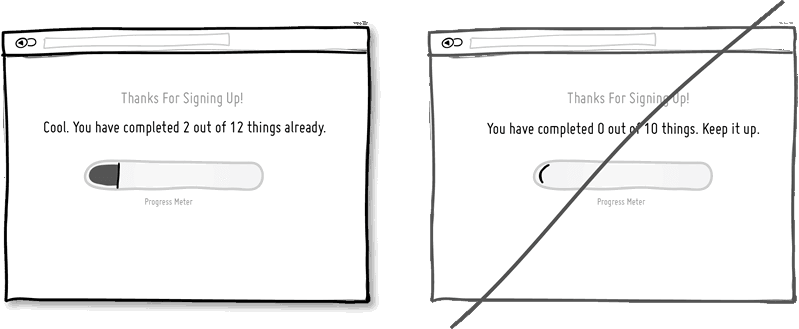 Thanks For Signing Up!
Cool. You have completed 2 out of 12 things already.
Progress Meter
Thanks For Signing Up!
You have completed 0 out of 10 things. Keep it up.
Progress Meter